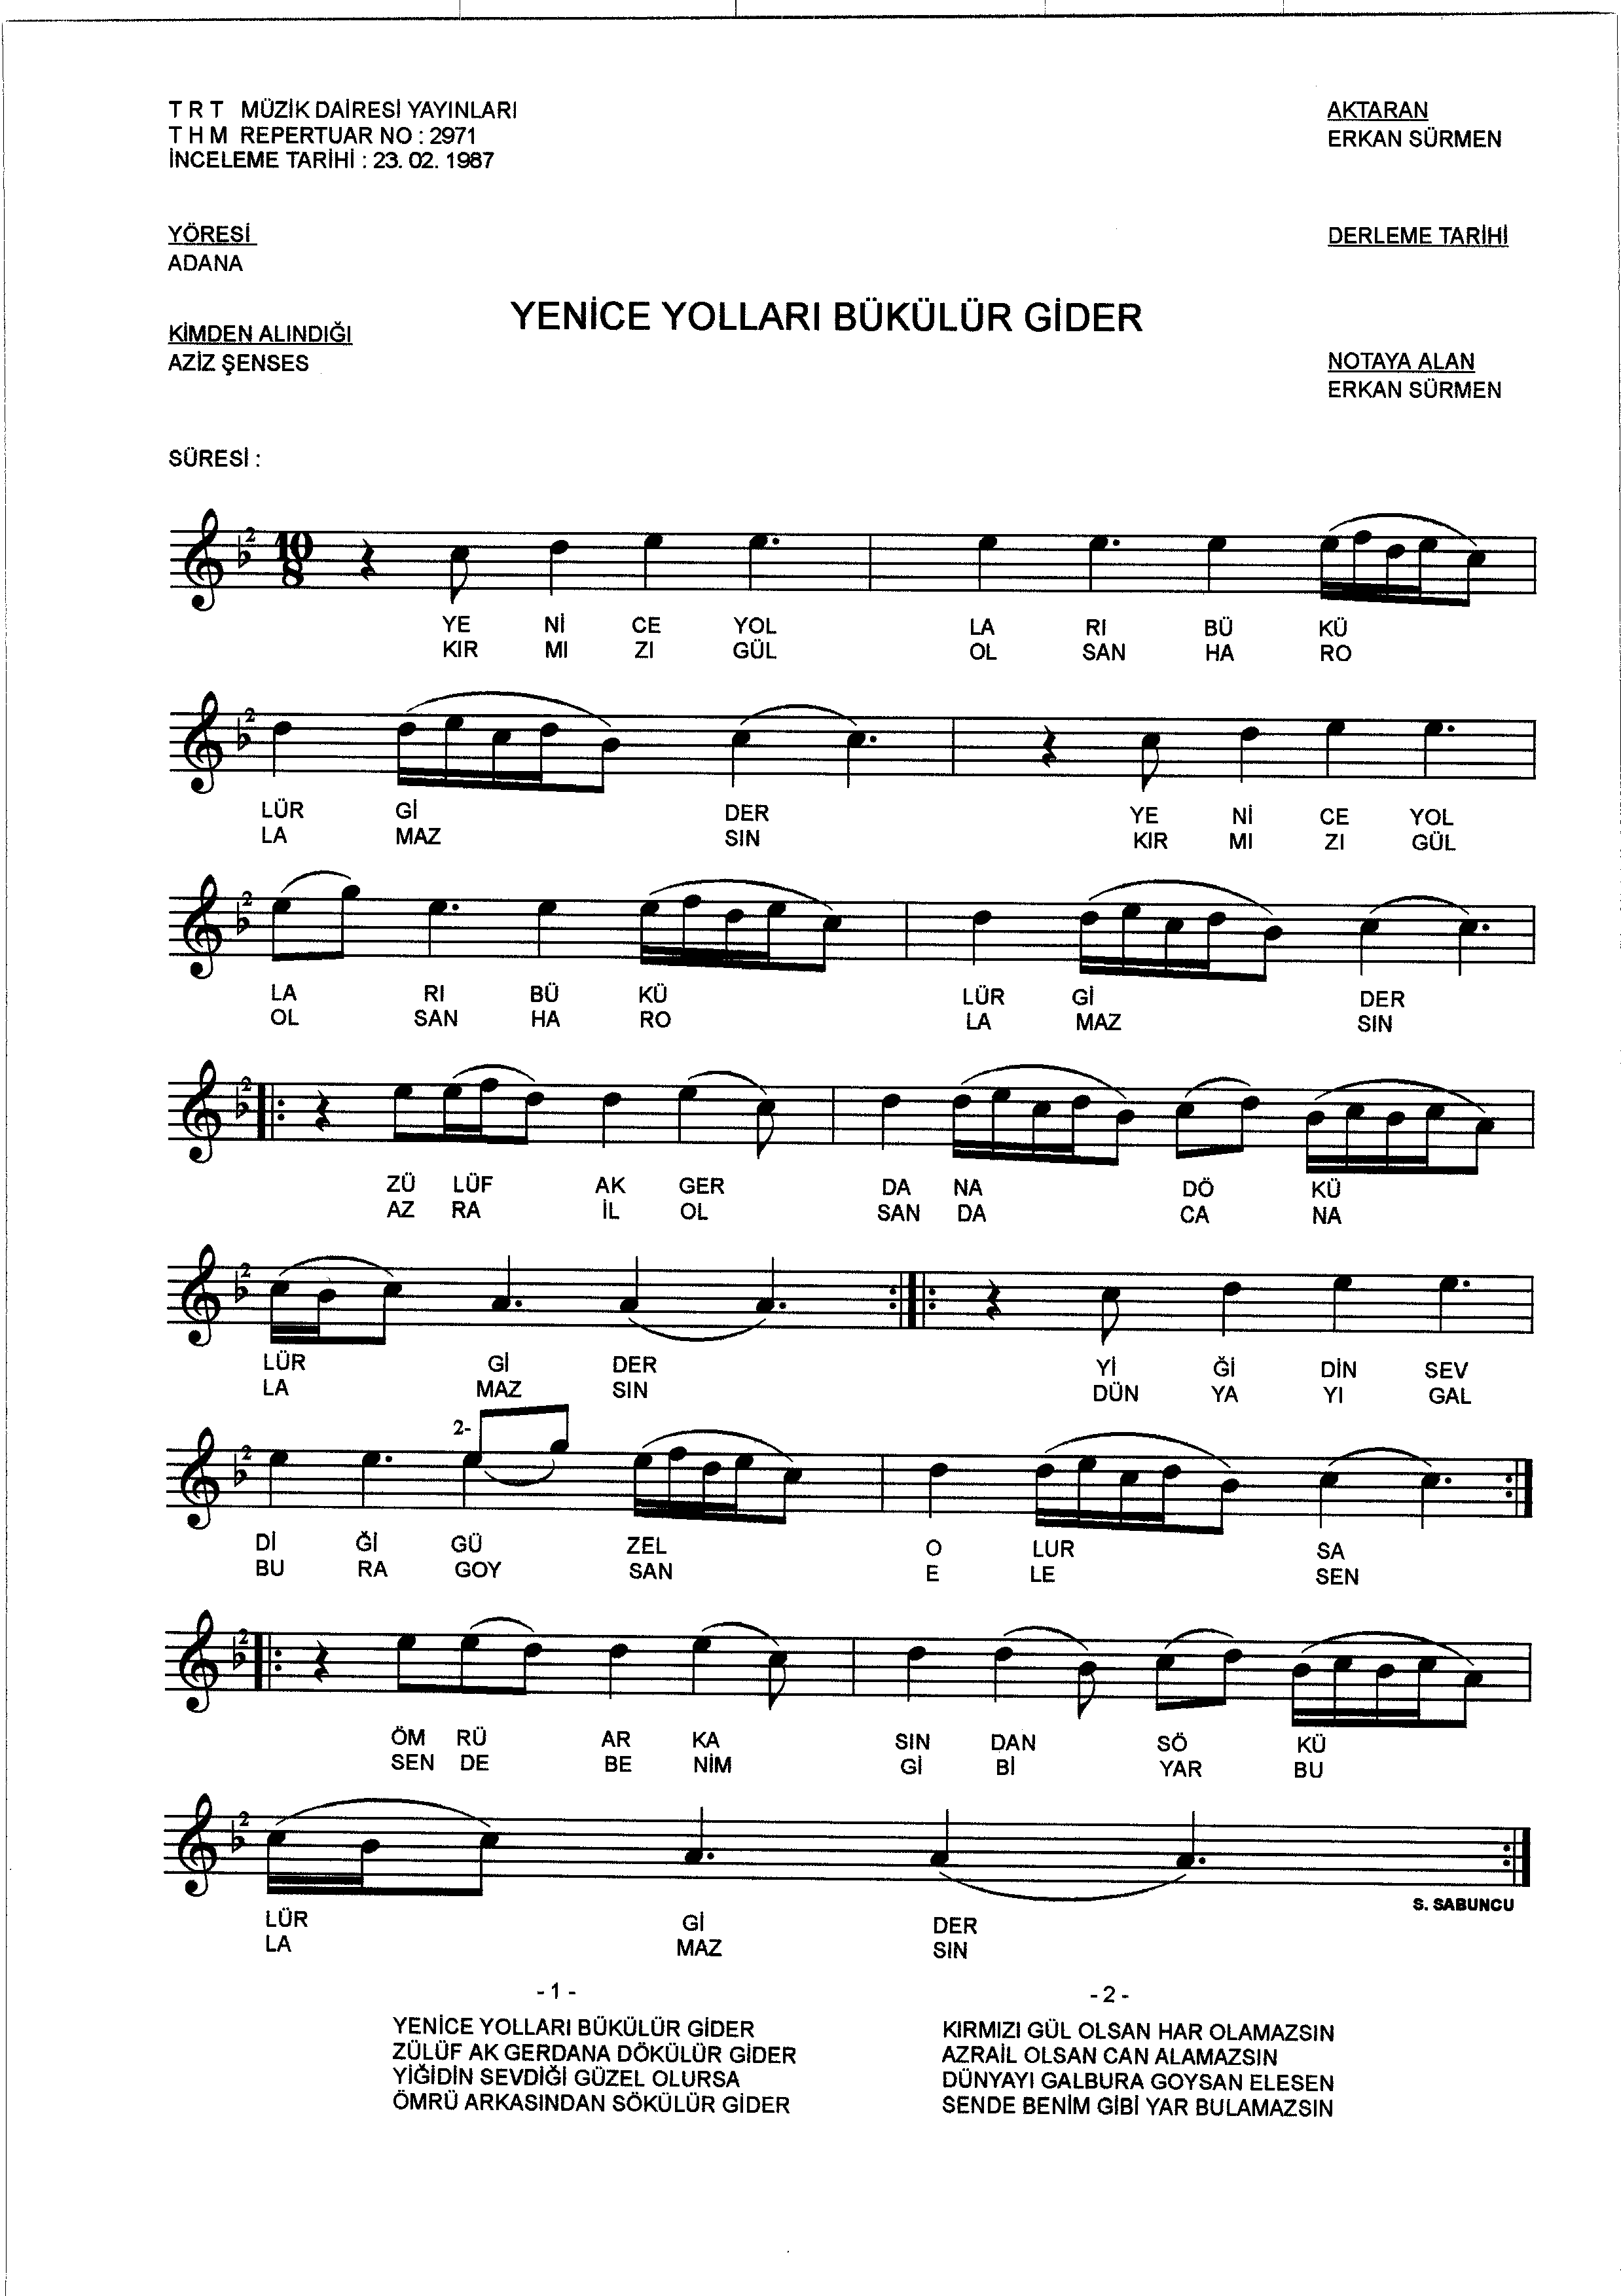 T R T MÜZİK DAİRESİ YAYINLARI
T H M REPERTUAR NO : 2971
İNCELEME TARİHİ : 23. 02. 1987
AKTARAN
ERKAN SÜRMEN
YÖRESİ
ADANA
DERLEME TARİHİ
YENİCE YOLLARI BÜKÜLÜR GİDER
KİMDEN ALINDIĞI
AZİZ ŞENSES
NOTAYA ALAN
ERKAN SÜRMEN
SÜRESİ :
2 10 8
YE Nİ CE YOL LA RI BÜ KÜ
KIR MI ZI GÜL OL SAN HA RO
2
LÜR Gİ DER YE Nİ CE YOL
LA MAZ SIN KIR MI ZI GÜL
2
LA RI BÜ KÜ LÜR Gİ DER
OL SAN HA RO LA MAZ SIN
2
ZÜ LÜF AK GER DA NA DÖ KÜ
AZ RA İL OL SAN DA CA NA
2
LÜR Gİ DER Yİ Ğİ DİN SEV
LA MAZ SIN DÜN YA YI GAL
2 2-
Dİ Ğİ GÜ ZEL O LUR SA
BU RA GOY SAN E LE SEN
2
ÖM RÜ AR KA SIN DAN SÖ KÜ
SEN DE BE NİM Gİ Bİ YAR BU
2
S. SABUNCU
LÜR Gİ DER
LA MAZ SIN
- 1 -
YENİCE YOLLARI BÜKÜLÜR GİDER
ZÜLÜF AK GERDANA DÖKÜLÜR GİDER
YİĞİDİN SEVDİĞİ GÜZEL OLURSA
ÖMRÜ ARKASINDAN SÖKÜLÜR GİDER
- 2 -
KIRMIZI GÜL OLSAN HAR OLAMAZSIN
AZRAİL OLSAN CAN ALAMAZSIN
DÜNYAYI GALBURA GOYSAN ELESEN
SENDE BENİM GİBİ YAR BULAMAZSIN